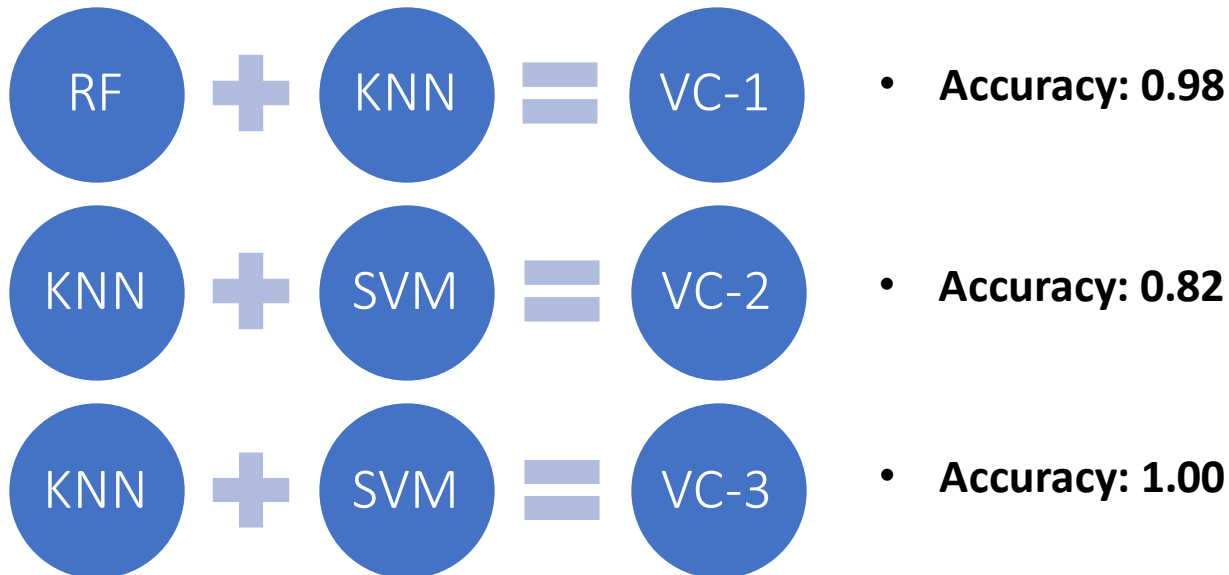 RF + KNN = VC-1 • Accuracy: 0.98
KNN + SVM = VC-2 • Accuracy: 0.82
KNN + SVM = VC-3 • Accuracy: 1.00